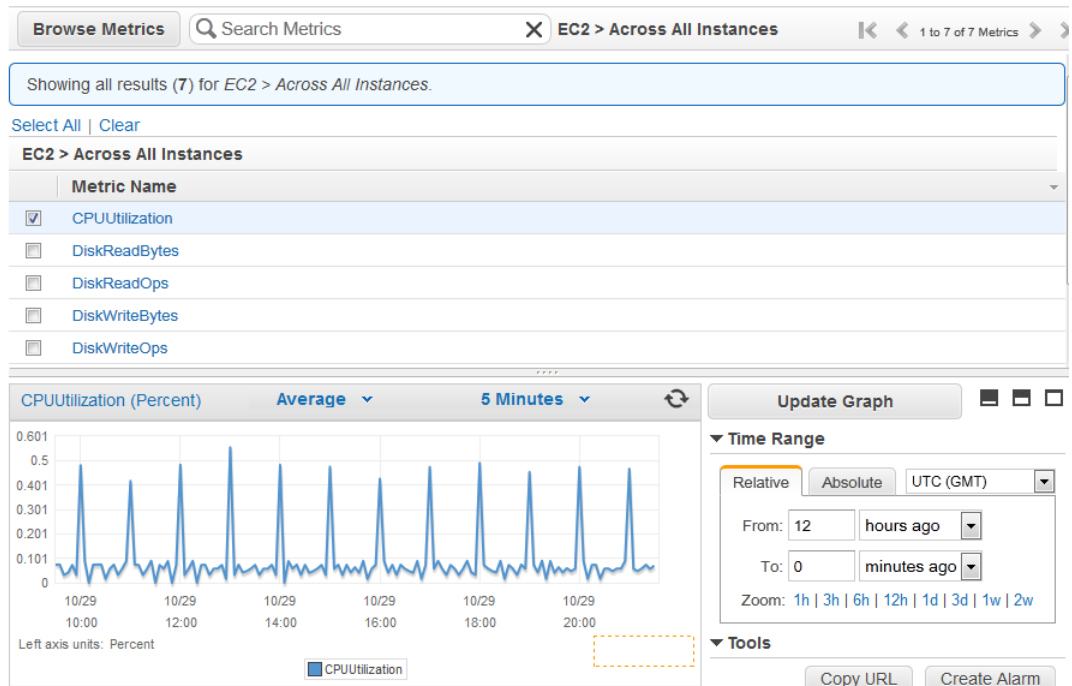 Browse Metrics Search Metrics X EC2 > Across All Instances 1 to 7 of 7 Metrics
Showing all results (7) for EC2 > Across All Instances.
Select All | Clear
EC2 > Across All Instances
Metric Name
CPUUtilization
DiskReadBytes
DiskReadOps
DiskWriteBytes
DiskWriteOps
CPUUtilization (Percent) Average 5 Minutes
0.601
0.5
0.401
0.301
0.201
0.101
0
10/29 10/29 10/29 10/29 10/29 10/29
10:00 12:00 14:00 16:00 18:00 20:00
Left axis units: Percent
CPUUtilization
Update Graph
Time Range
Relative Absolute UTC (GMT)
From: 12 hours ago
To: 0 minutes ago
Zoom: 1h | 3h | 6h | 12h | 1d | 3d | 1w | 2w
Tools
Copy URL Create Alarm